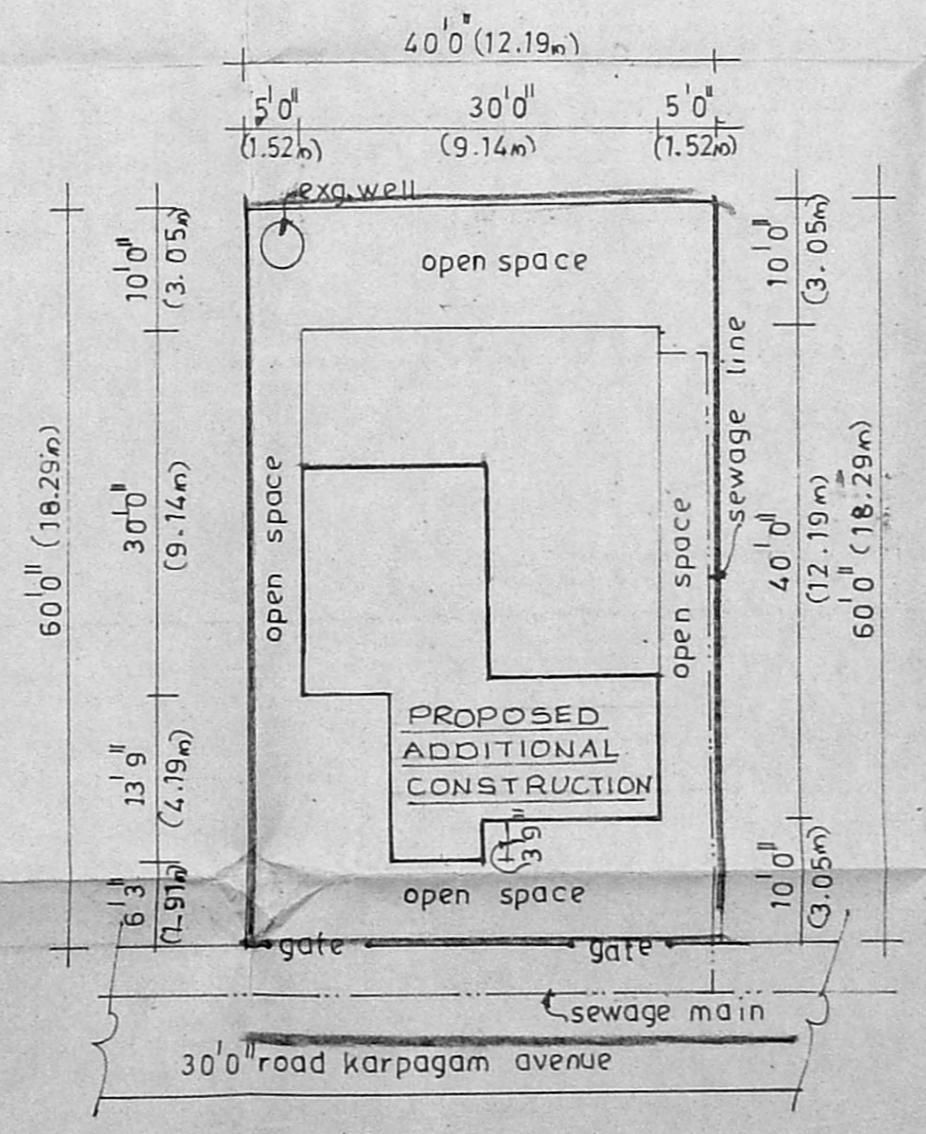 40'0" (12.19m)
5'0" 30'0" 5'0"
(1.52m) (9.14m) (1.52m)
exg.well
open space
10'0"
(3.05m)
30'0"
(9.14m)
60'0" (18.29m)
13'9"
(4.19m)
6'3"
(1.91m)
open space
open space
sewage line
10'0"
(3.05m)
40'0"
(12.19m)
60'0" (18.29m)
10'0"
(3.05m)
PROPOSED
ADDITIONAL
CONSTRUCTION
3'9"
open space
gate gate
sewage main
30'0" road karpagam avenue